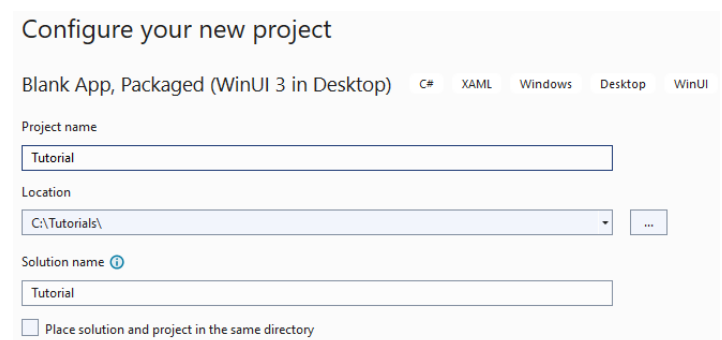 Configure your new project
Blank App, Packaged (WinUI 3 in Desktop) C# XAML Windows Desktop WinUI
Project name
Tutorial
Location
C:\Tutorials\
...
Solution name
Tutorial
Place solution and project in the same directory